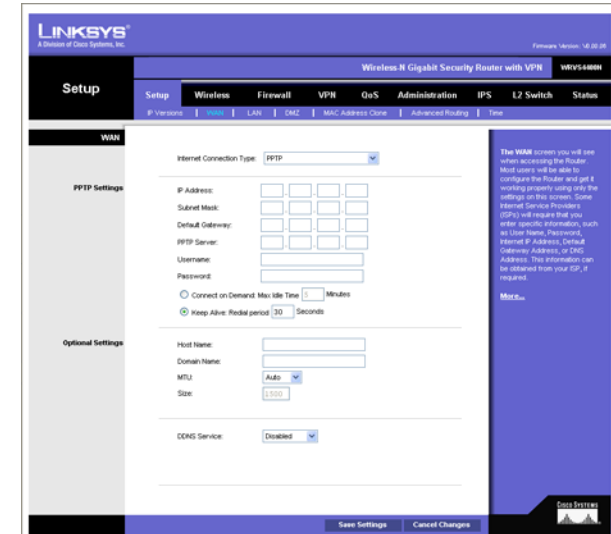 LINKSYS®
A Division of Cisco Systems, Inc.
Firmware Version: V0.00.05
Wireless-N Gigabit Security Router with VPN WRVS4400N
Setup
Setup Wireless Firewall VPN QoS Administration IPS L2 Switch Status
IP Versions | WAN | LAN | DMZ | MAC Address Clone | Advanced Routing | Time
WAN
Internet Connection Type: PPTP
PPTP Settings
IP Address:
Subnet Mask:
Default Gateway:
PPTP Server:
Username:
Password:
Connect on Demand: Max Idle Time 5 Minutes
Keep Alive: Redial period 30 Seconds
Optional Settings
Host Name:
Domain Name:
MTU: Auto
Size: 1500
DDNS Service: Disabled
The WAN screen you will see
when accessing the Router.
Most users will be able to
configure the Router and get it
working properly using only the
settings on this screen. Some
Internet Service Providers
(ISPs) will require that you
enter specific information, such
as User Name, Password,
Internet IP Address, Default
Gateway Address, or DNS
Address. This information can
be obtained from your ISP, if
required.
More...
Save Settings Cancel Changes
CISCO SYSTEMS